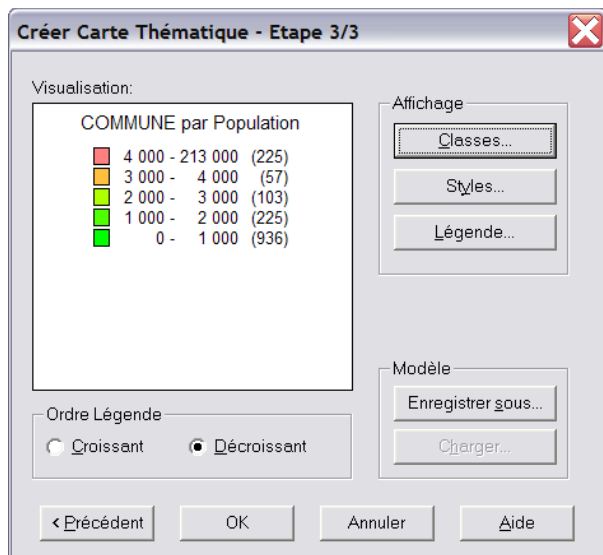 Créer Carte Thématique - Etape 3/3
Visualisation:
COMMUNE par Population
4 000 - 213 000 (225)
3 000 - 4 000 (57)
2 000 - 3 000 (103)
1 000 - 2 000 (225)
0 - 1 000 (936)
Affichage
Classes...
Styles...
Légende...
Ordre Légende
Croissant
Décroissant
Modèle
Enregistrer sous...
Charger...
< Précédent
OK
Annuler
Aide